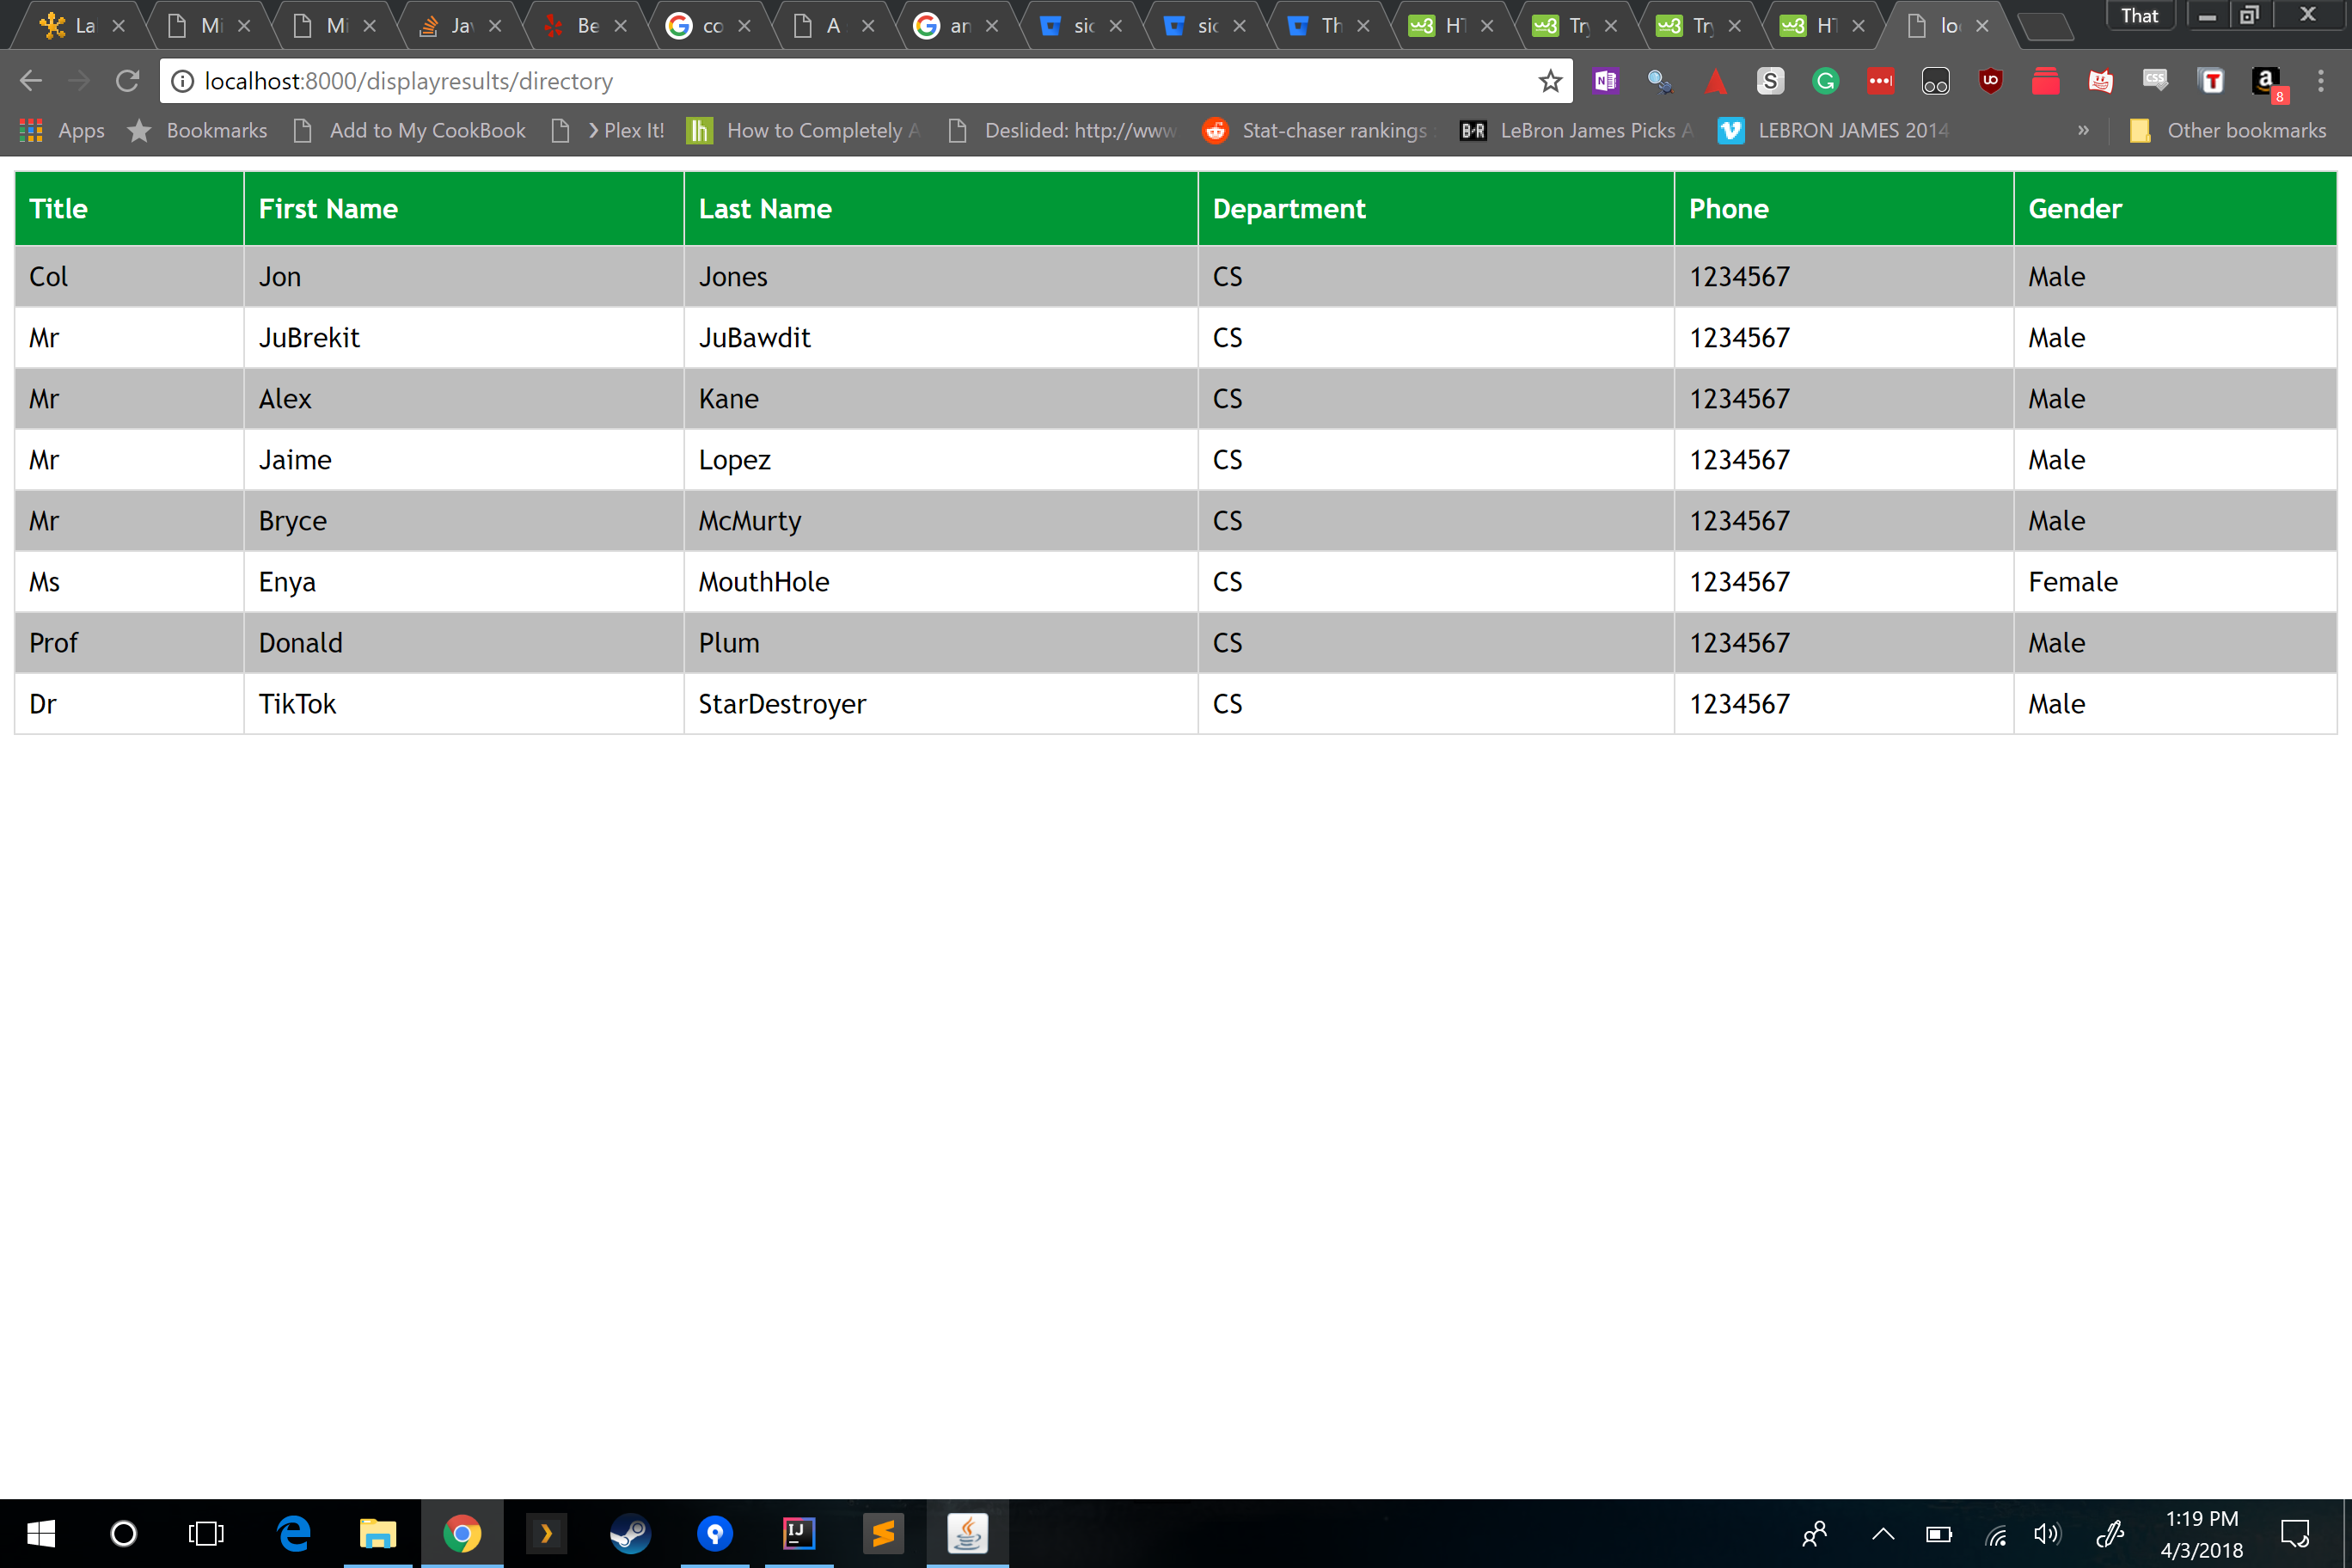 La Mi Mi Jav Be co A an sic sic Th HT Try Try HT loc That
localhost:8000/displayresults/directory
8
Apps Bookmarks Add to My CookBook ❯ Plex It! How to Completely Deslided: http://www Stat-chaser rankings LeBron James Picks LEBRON JAMES 2014 » Other bookmarks
Title First Name Last Name Department Phone Gender
Col Jon Jones CS 1234567 Male
Mr JuBrekit JuBawdit CS 1234567 Male
Mr Alex Kane CS 1234567 Male
Mr Jaime Lopez CS 1234567 Male
Mr Bryce McMurty CS 1234567 Male
Ms Enya MouthHole CS 1234567 Female
Prof Donald Plum CS 1234567 Male
Dr TikTok StarDestroyer CS 1234567 Male
1:19 PM
4/3/2018